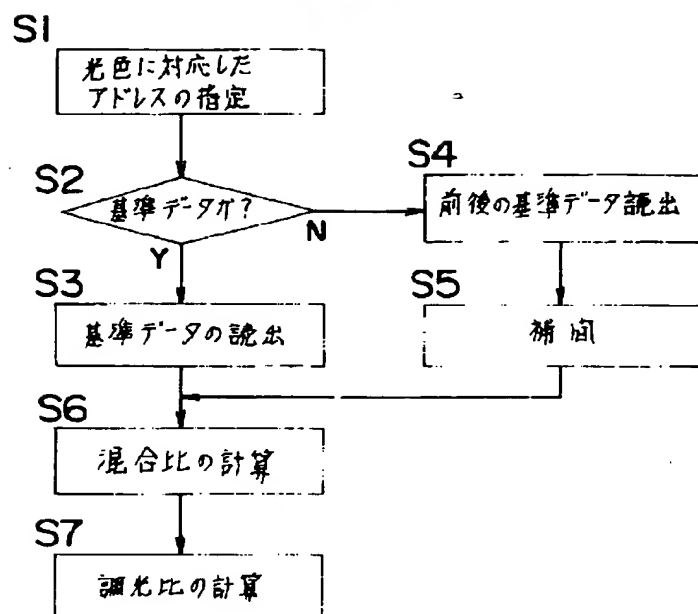 S1
光色に対応した
アドレスの指定
S2
基準データか?
N
Y
S4
前後の基準データ読出
S3
基準データの読出
S5
補間
S6
混合比の計算
S7
調光比の計算